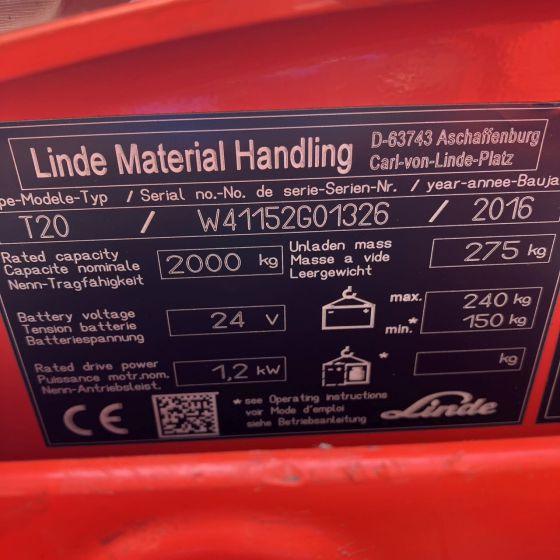 Linde Material Handling
D-63743 Aschaffenburg
Carl-von-Linde-Platz
pe-Modele-Typ / Serial no.-No. de serie-Serien-Nr. / year-annee-Bauja
T20 / W41152G01326 / 2016
Rated capacity
Capacite nominale
Nenn-Tragfähigkeit
2000 kg
Unladen mass
Masse a vide
Leergewicht
275 kg
Battery voltage
Tension batterie
Batteriespannung
24 V
max. 240 kg
min.* 150 kg
Rated drive power
Puissance motr.nom.
Nenn-Antriebsleist.
1,2 kW
* kg
CE
*see Operating instructions
voir Mode d'emploi
siehe Betriebsanleitung
Linde